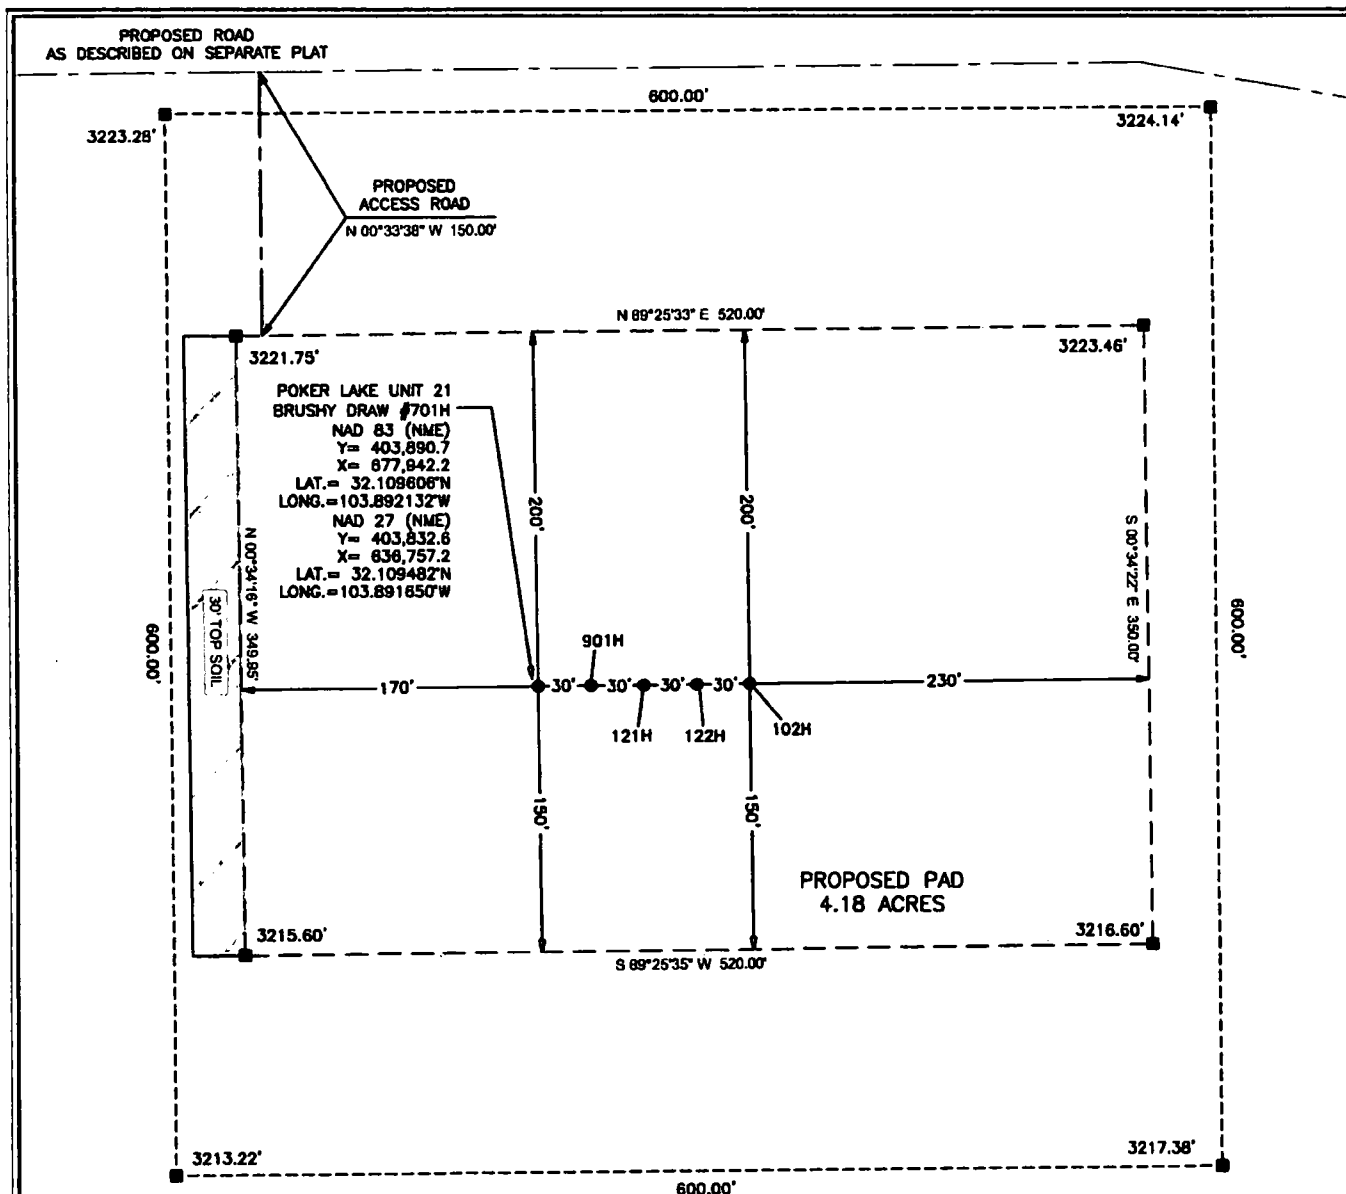 PROPOSED ROAD
AS DESCRIBED ON SEPARATE PLAT
600.00'
3223.28'
3224.14'
PROPOSED
ACCESS ROAD
N 00°33'38" W 150.00'
N 89°25'33" E 520.00'
3221.75'
3223.46'
POKER LAKE UNIT 21
BRUSHY DRAW #701H
NAD 83 (NME)
Y= 403,890.7
X= 677,942.2
LAT.= 32.109606°N
LONG.=103.892132°W
NAD 27 (NME)
Y= 403,832.6
X= 636,757.2
LAT.= 32.109482°N
LONG.=103.891650°W
200'
200'
N 00°34'16" W 349.95'
S 00°34'22" E 350.00'
30' TOP SOIL
600.00'
600.00'
901H
170'
30'
30'
30'
30'
230'
121H
122H
102H
150'
150'
PROPOSED PAD
4.18 ACRES
3215.60'
3216.60'
S 89°25'35" W 520.00'
3213.22'
3217.38'
600.00'